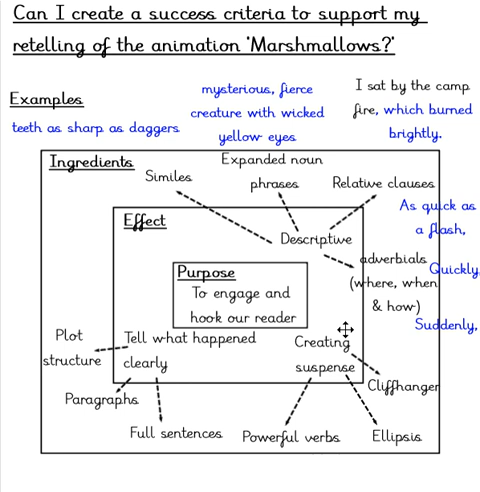 Can I create a success criteria to support my
retelling of the animation 'Marshmallows?'
Examples
teeth as sharp as daggers
mysterious, fierce
creature with wicked
yellow eyes
I sat by the camp
fire, which burned
brightly.
Ingredients
Similes
Expanded noun
phrases
Relative clauses
As quick as
a flash,
Quickly,
Suddenly,
Effect
Descriptive
adverbials
(where, when
& how)
Purpose
To engage and
hook our reader
Plot
structure
Tell what happened
clearly
Creating
suspense
Cliffhanger
Paragraphs
Full sentences
Powerful verbs
Ellipsis